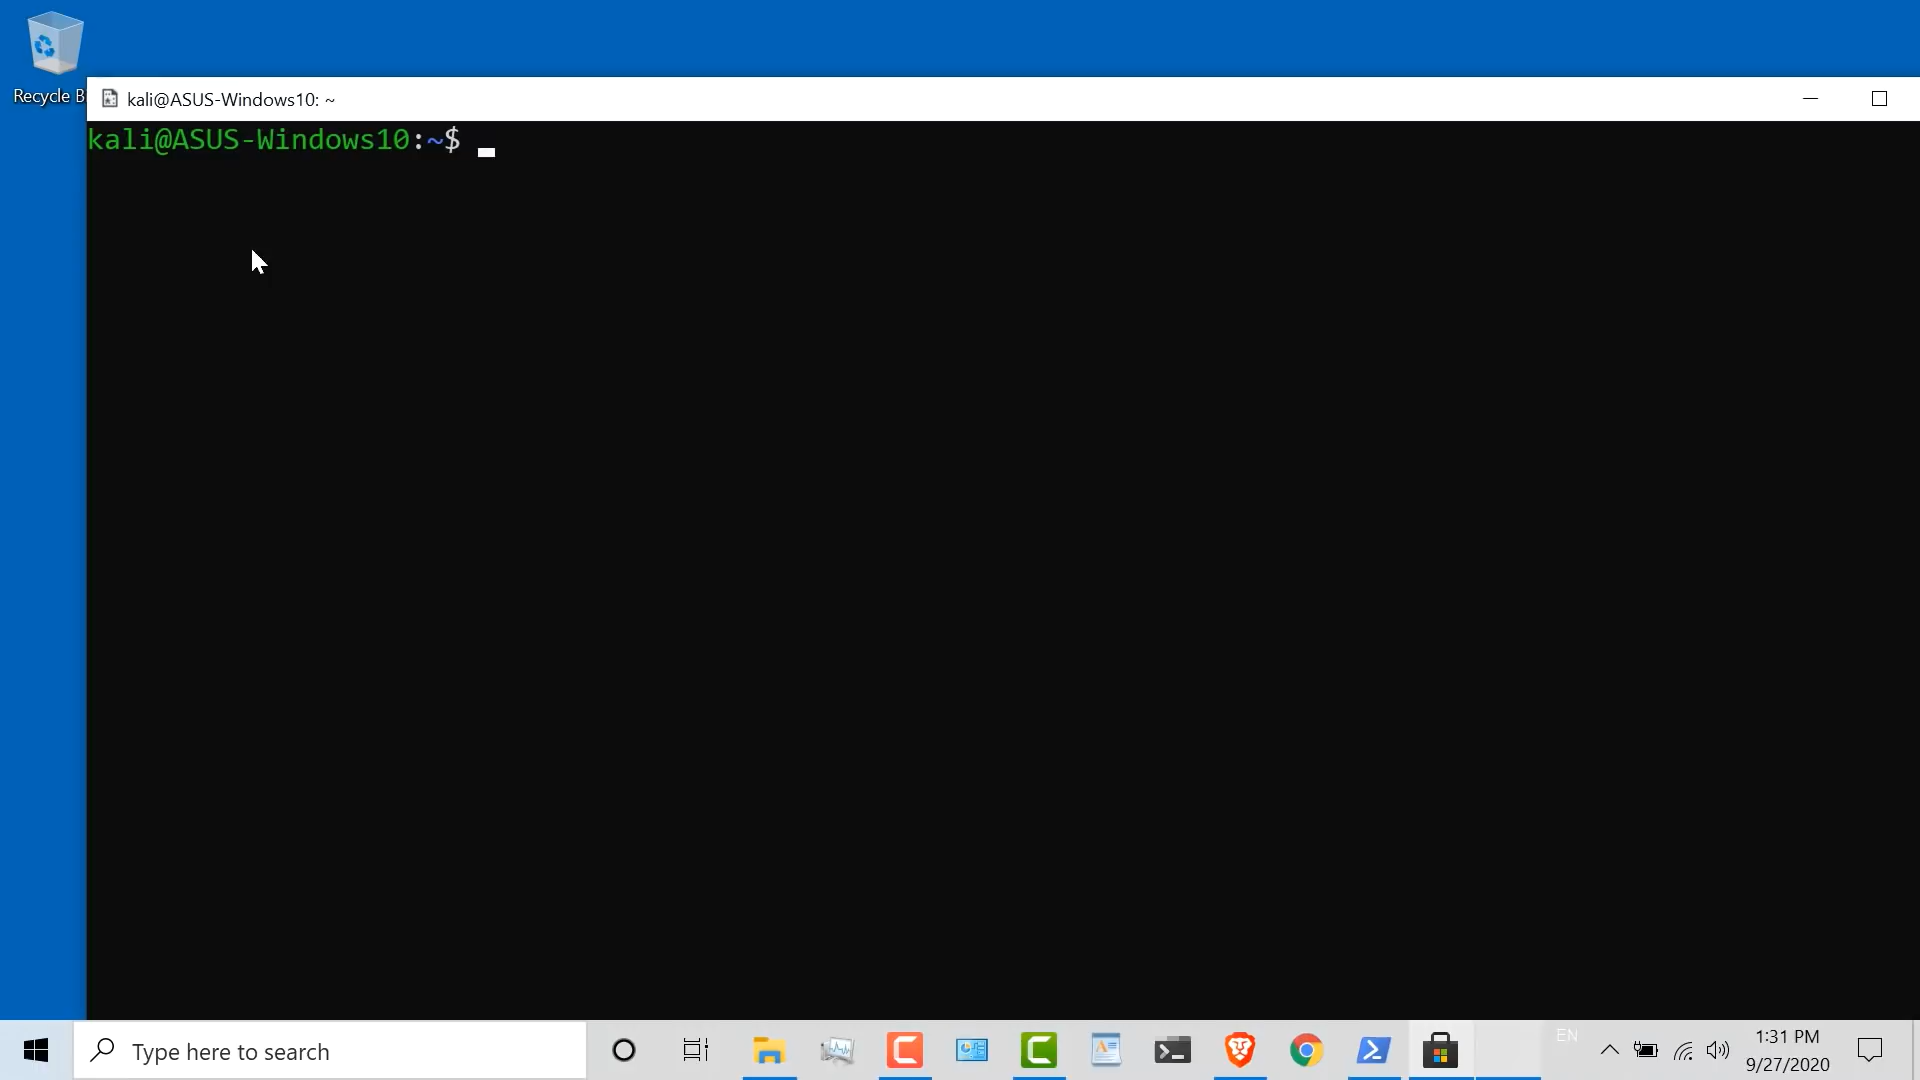 Recycle B
kali@ASUS-Windows10: ~
kali@ASUS-Windows10:~$
Type here to search
EN
1:31 PM
9/27/2020